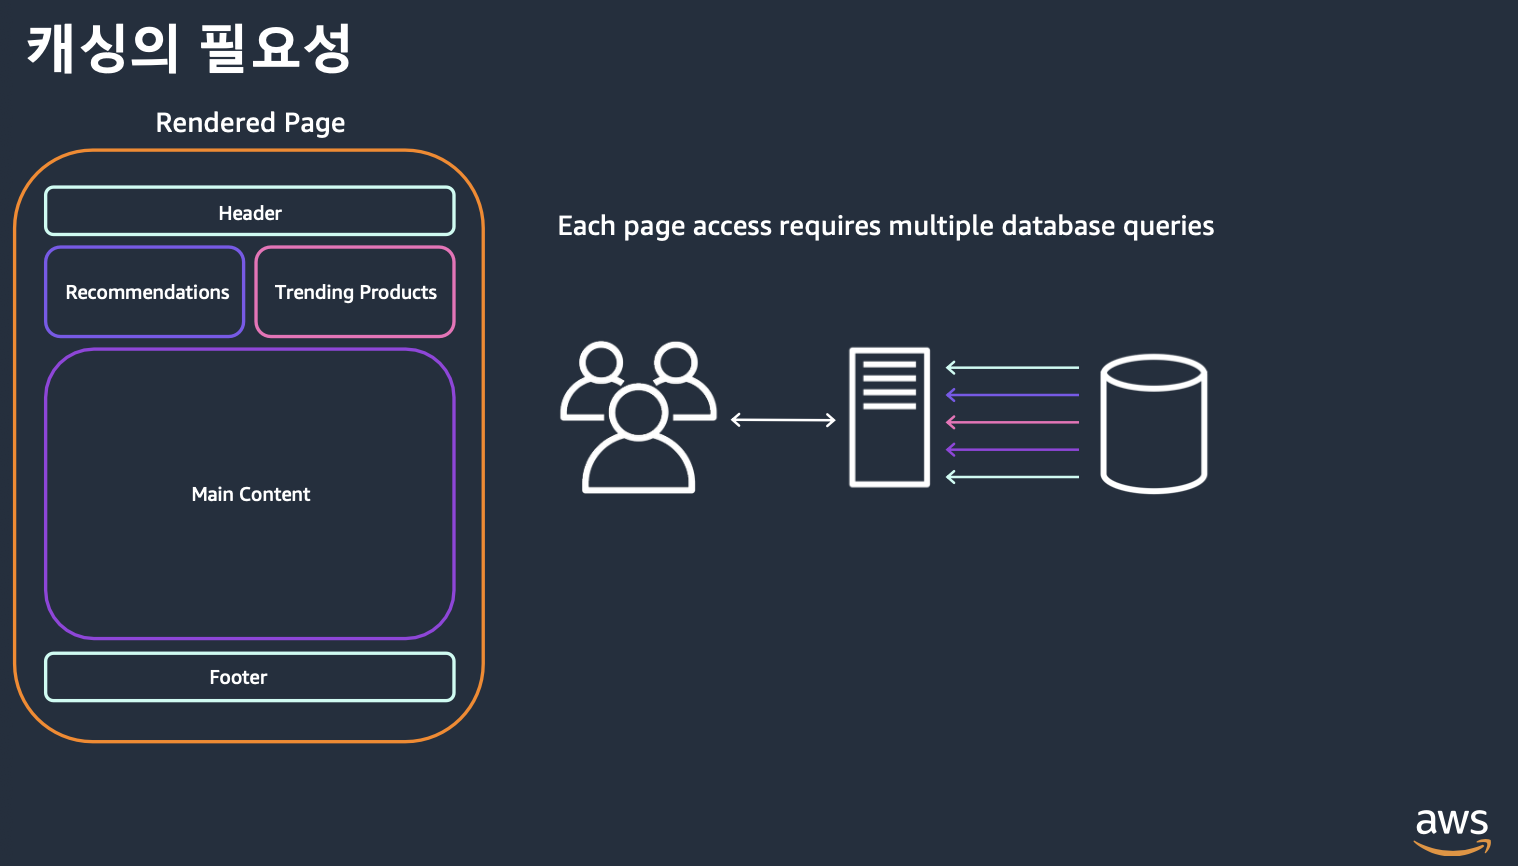 캐싱의 필요성
Rendered Page
Header
Recommendations
Trending Products
Main Content
Footer
Each page access requires multiple database queries
aws